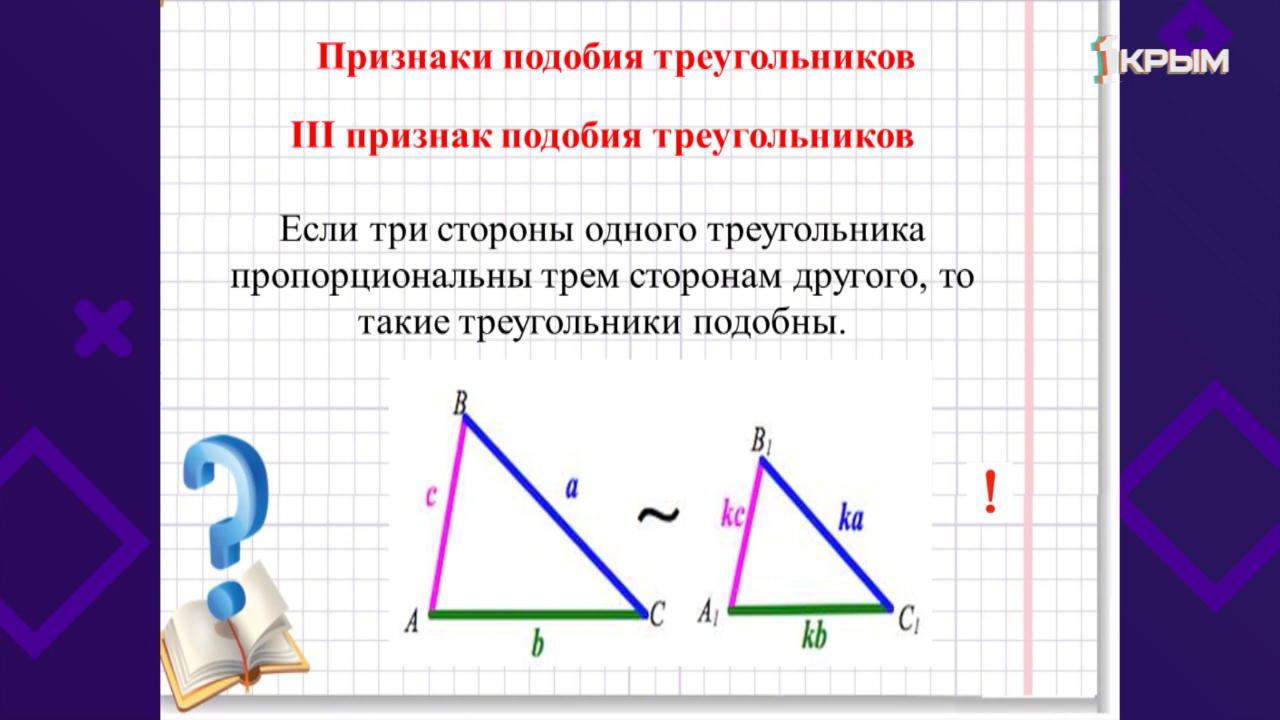 Признаки подобия треугольников
1КРЫМ
III признак подобия треугольников
Если три стороны одного треугольника
пропорциональны трем сторонам другого, то
такие треугольники подобны.
B
B₁
c
a
~
kc
ka
!
A
C
A₁
C₁
b
kb